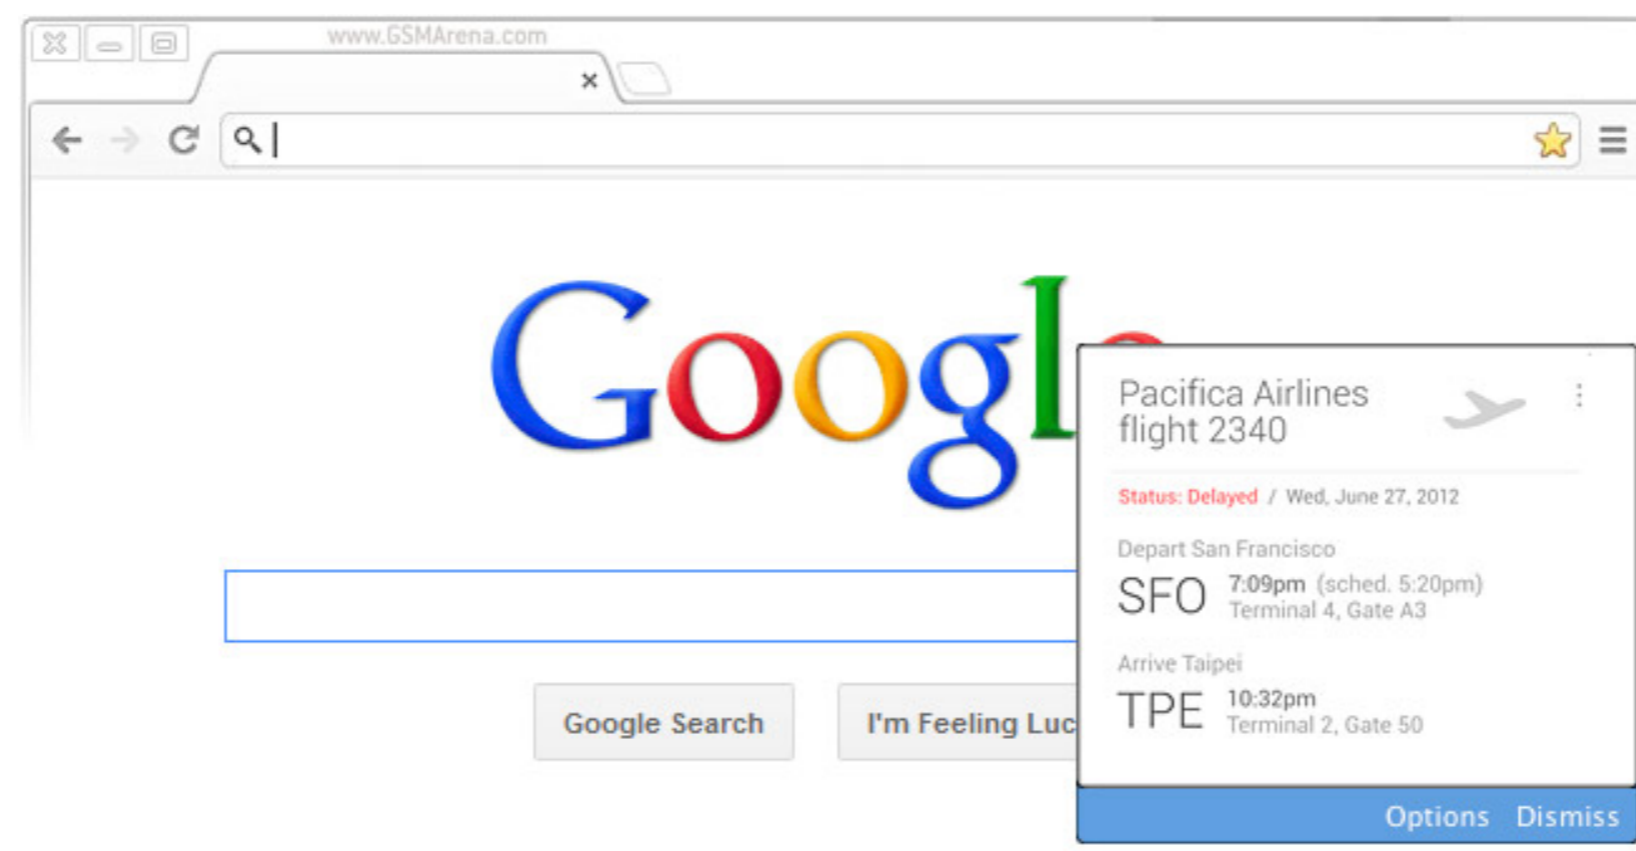 www.GSMArena.com
Google
Pacifica Airlines
flight 2340
Status: Delayed / Wed, June 27, 2012
Depart San Francisco
SFO 7:09pm (sched. 5:20pm)
Terminal 4, Gate A3
Arrive Taipei
TPE 10:32pm
Terminal 2, Gate 50
Google Search
I'm Feeling Luc
Options Dismiss